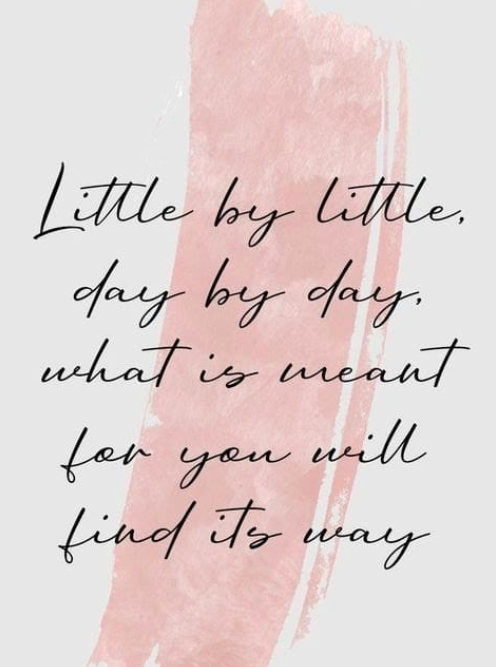 Little by little,
day by day,
what is meant
for you will
find its way